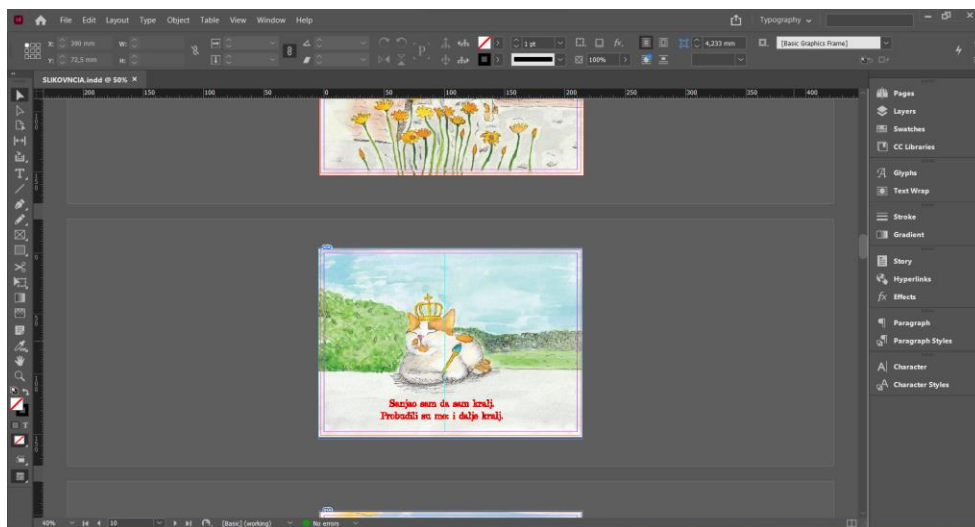 File Edit Layout Type Object Table View Window Help
Typography
X: 390 mm W:
1 pt
4,233 mm
[Basic Graphics Frame]
Y: 72,5 mm H:
100%
SLIKOVNCIA.indd @ 50% ×
200 150 100 50 0 50 100 150 200 250 300 350 400
Pages
Layers
Swatches
CC Libraries
Glyphs
Text Wrap
Stroke
Gradient
Story
Hyperlinks
fx Effects
Paragraph
Paragraph Styles
Character
Character Styles
Sanjao sam da sam kralj.
Probudili su me: i dalje kralj.
40% 10 [Basic] (working) No errors